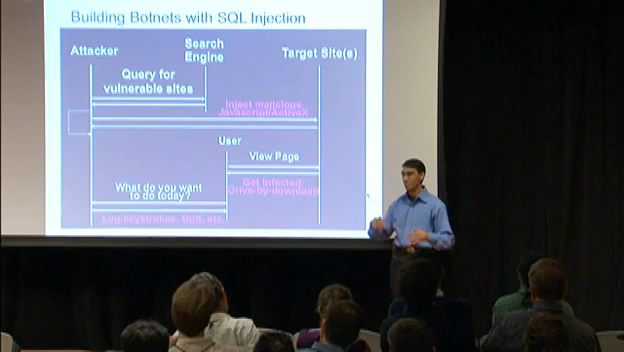 Building Botnets with SQL Injection
Attacker
Search
Engine
Target Site(s)
Query for
vulnerable sites
Inject malicious
Javascript/ActiveX
User
View Page
Get Infected:
Drive-by-download
What do you want
to do today?
Log keystrokes, DoS, etc.